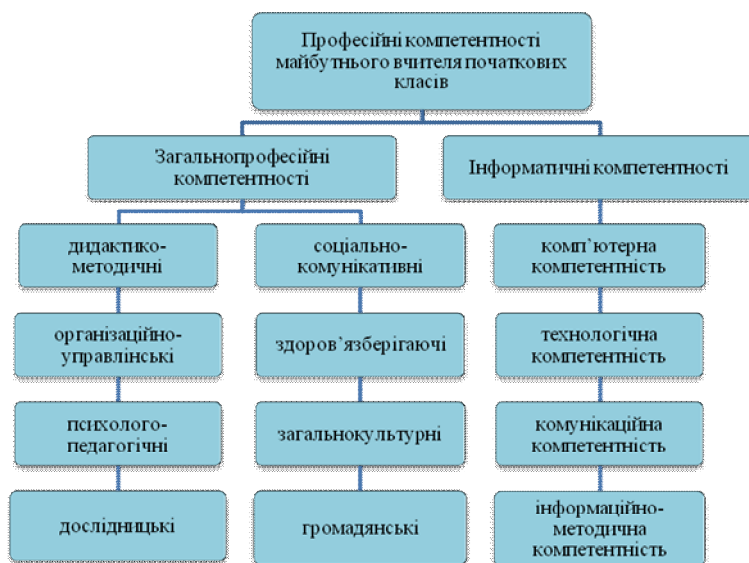 Професійні компетентності
майбутнього вчителя початкових
класів
Загальнопрофесійні
компетентності
Інформатичні компетентності
дидактико-
методичні
соціально-
комунікативні
комп’ютерна
компетентність
організаційно-
управлінські
здоров’язберігаючі
технологічна
компетентність
психолого-
педагогічні
загальнокультурні
комунікаційна
компетентність
дослідницькі
громадянські
інформаційно-
методична
компетентність